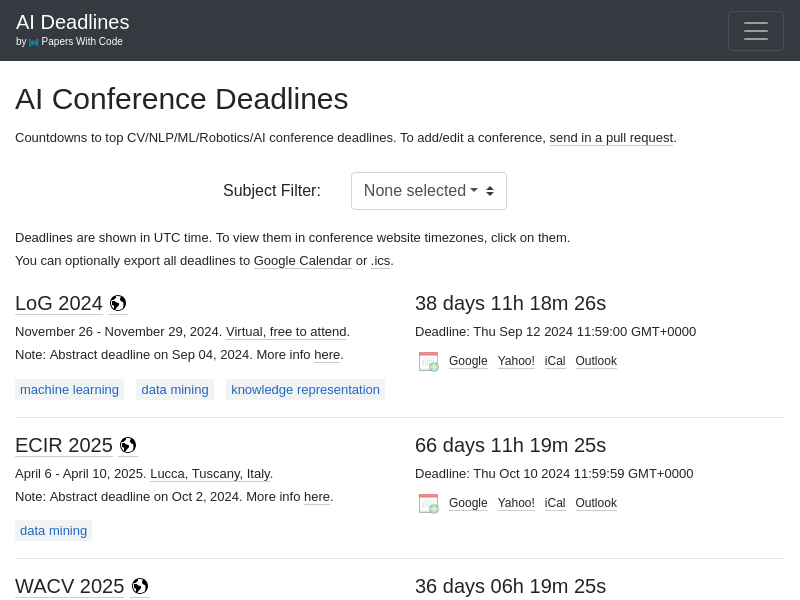 AI Deadlines
by Papers With Code
AI Conference Deadlines
Countdowns to top CV/NLP/ML/Robotics/AI conference deadlines. To add/edit a conference, send in a pull request.
Subject Filter: None selected
Deadlines are shown in UTC time. To view them in conference website timezones, click on them.
You can optionally export all deadlines to Google Calendar or .ics.
LoG 2024
November 26 - November 29, 2024. Virtual, free to attend.
Note: Abstract deadline on Sep 04, 2024. More info here.
machine learning data mining knowledge representation
38 days 11h 18m 26s
Deadline: Thu Sep 12 2024 11:59:00 GMT+0000
Google Yahoo! iCal Outlook
ECIR 2025
April 6 - April 10, 2025. Lucca, Tuscany, Italy.
Note: Abstract deadline on Oct 2, 2024. More info here.
data mining
66 days 11h 19m 25s
Deadline: Thu Oct 10 2024 11:59:59 GMT+0000
Google Yahoo! iCal Outlook
WACV 2025
36 days 06h 19m 25s